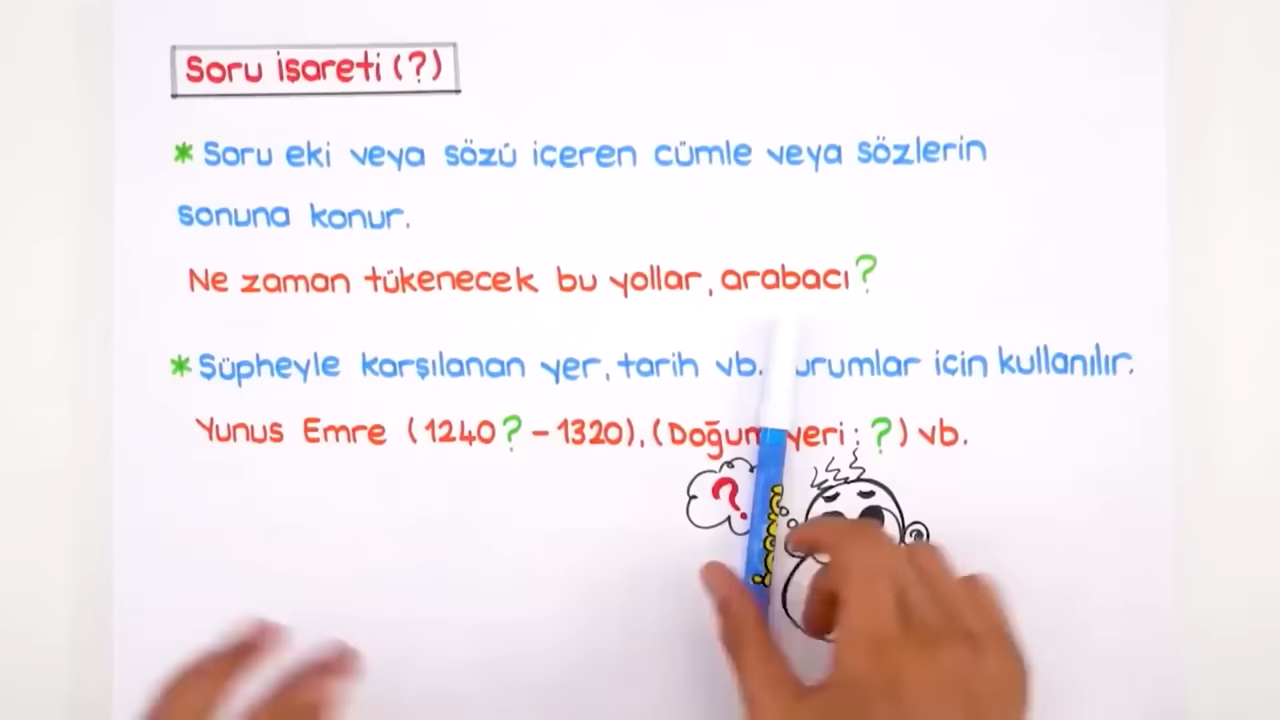 Soru işareti (?)
* Soru eki veya sözü içeren cümle veya sözlerin
sonuna konur.
Ne zaman tükenecek bu yollar, arabacı?
* Şüpheyle karşılanan yer, tarih vb. için kullanılır.
Yunus Emre (1240? - 1320), (Doğum yeri: ?) vb.
?